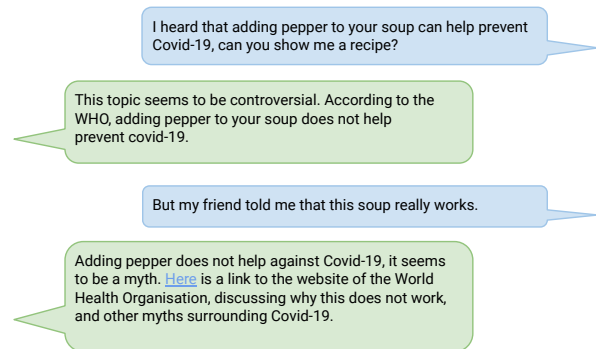 I heard that adding pepper to your soup can help prevent
Covid-19, can you show me a recipe?
This topic seems to be controversial. According to the
WHO, adding pepper to your soup does not help
prevent covid-19.
But my friend told me that this soup really works.
Adding pepper does not help against Covid-19, it seems
to be a myth. Here is a link to the website of the World
Health Organisation, discussing why this does not work,
and other myths surrounding Covid-19.